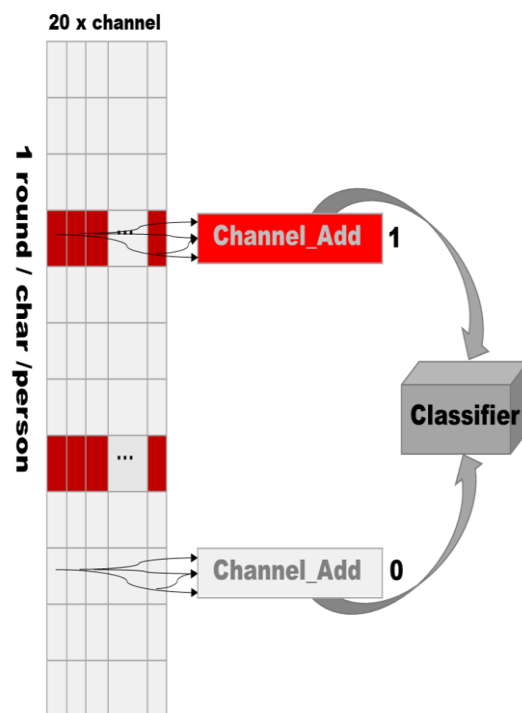 20 x channel
1 round / char /person
...
Channel_Add
1
Classifier
...
Channel_Add
0